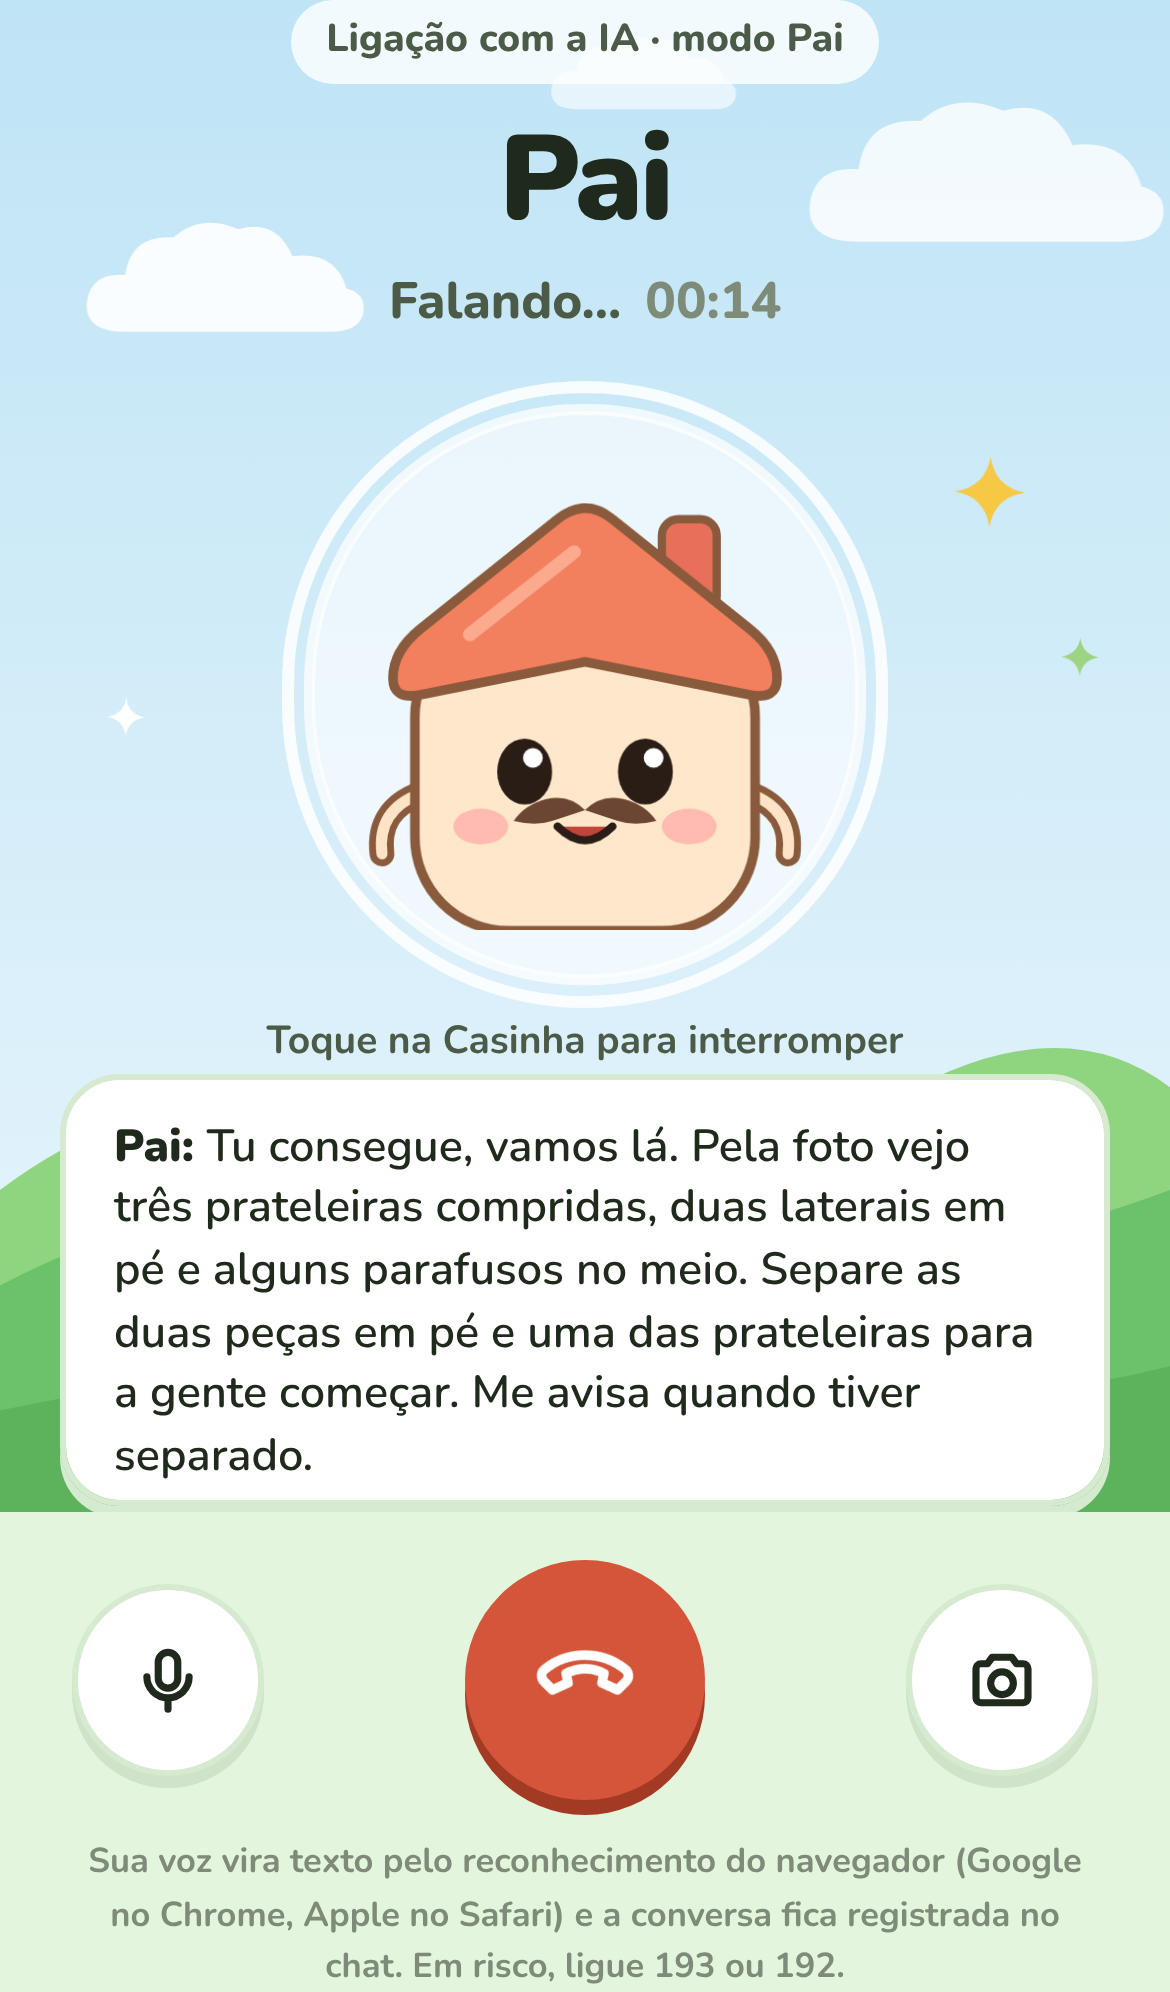 Ligação com a IA · modo Pai
Pai
Falando... 00:14
Toque na Casinha para interromper
Pai: Tu consegue, vamos lá. Pela foto vejo
três prateleiras compridas, duas laterais em
pé e alguns parafusos no meio. Separe as
duas peças em pé e uma das prateleiras para
a gente começar. Me avisa quando tiver
separado.
Sua voz vira texto pelo reconhecimento do navegador (Google
no Chrome, Apple no Safari) e a conversa fica registrada no
chat. Em risco, ligue 193 ou 192.